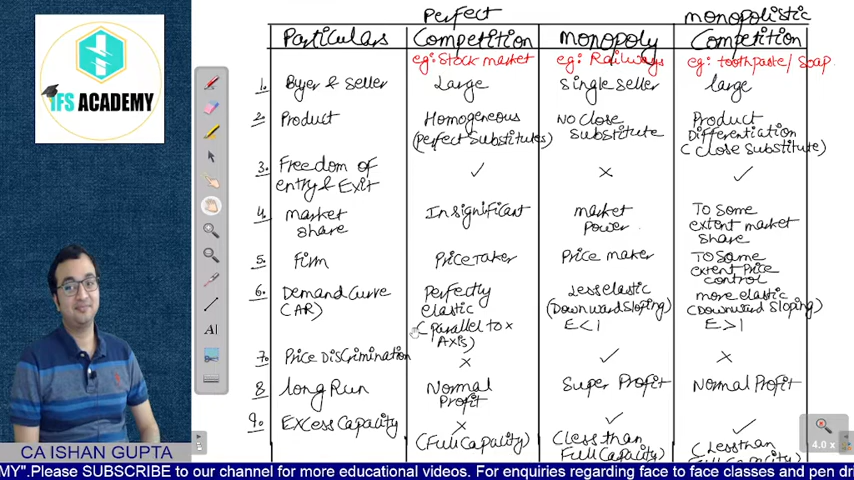 IFS ACADEMY
Particulars
Perfect
Competition
monopoly
monopolistic
Competition
eg: Stock market
eg: Railways
eg: toothpaste/ Soap
1. Byer & Seller
Large
Single Seller
large
2. Product
Homogeneous
(Perfect Substitutes)
No Close
Substitute
Product
Differentiation
(Close Substitute)
3. Freedom of
entry & Exit
✓
×
✓
4. market
share
Insignificant
market
Power
To Some
extent market
Share
5. Firm
Price taker
Price maker
To Some
extent Price
control
6. Demand Curve
(AR)
Perfectly
elastic
(parallel to x
Axis)
Less elastic
(Downward Sloping)
E < 1
more elastic
(Downward Sloping)
E > 1
7. Price Discrimination
×
✓
×
8 long Run
Normal
Profit
Super Profit
Normal Profit
9. Excess Capacity
×
(Full Capacity)
✓
(less than
Full Capacity)
✓
(Less than
Full Capacity)
A|
4.0 x
CA ISHAN GUPTA
MY".Please SUBSCRIBE to our channel for more educational videos. For enquiries regarding face to face classes and pen dri